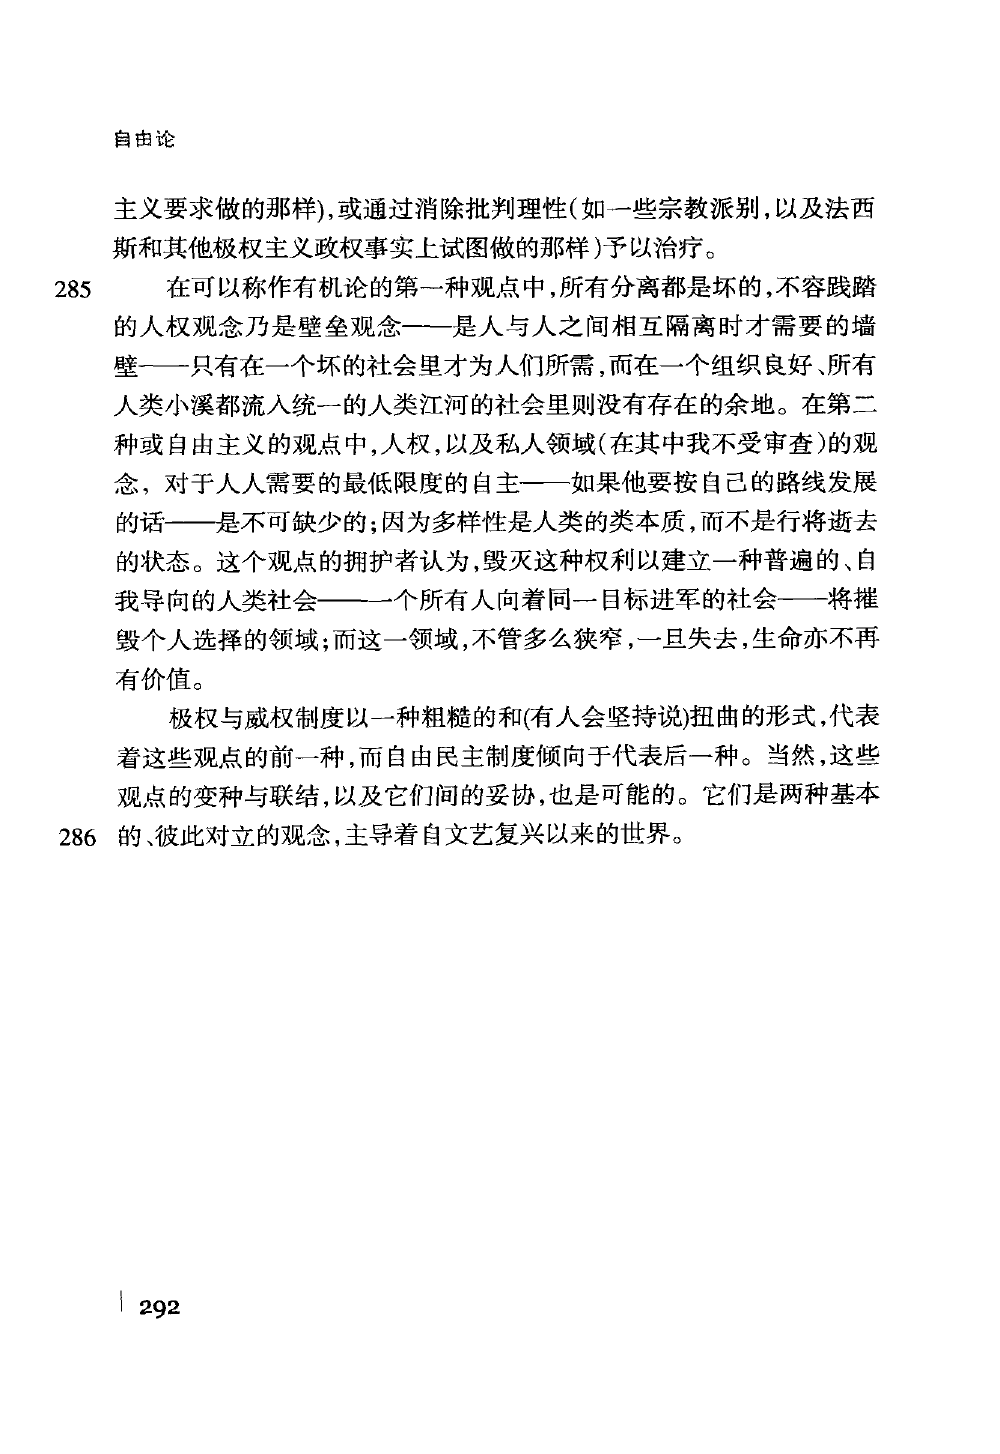 自由论
主义要求做的那样),或通过消除批判理性(如一些宗教派别,以及法西
斯和其他极权主义政权事实上试图做的那样)予以治疗。
285 在可以称作有机论的第一种观点中,所有分离都是坏的,不容践踏
的人权观念乃是壁垒观念——是人与人之间相互隔离时才需要的墙
壁——只有在一个坏的社会里才为人们所需,而在一个组织良好、所有
人类小溪都流入统一的人类江河的社会里则没有存在的余地。在第二
种或自由主义的观点中,人权,以及私人领域(在其中我不受审查)的观
念,对于人人需要的最低限度的自主——如果他要按自己的路线发展
的话——是不可缺少的;因为多样性是人类的类本质,而不是行将逝去
的状态。这个观点的拥护者认为,毁灭这种权利以建立一种普遍的、自
我导向的人类社会——一个所有人向着同一目标进军的社会——将摧
毁个人选择的领域;而这一领域,不管多么狭窄,一旦失去,生命亦不再
有价值。
极权与威权制度以一种粗糙的和(有人会坚持说)扭曲的形式,代表
着这些观点的前一种,而自由民主制度倾向于代表后一种。当然,这些
观点的变种与联结,以及它们间的妥协,也是可能的。它们是两种基本
286 的、彼此对立的观念,主导着自文艺复兴以来的世界。
292